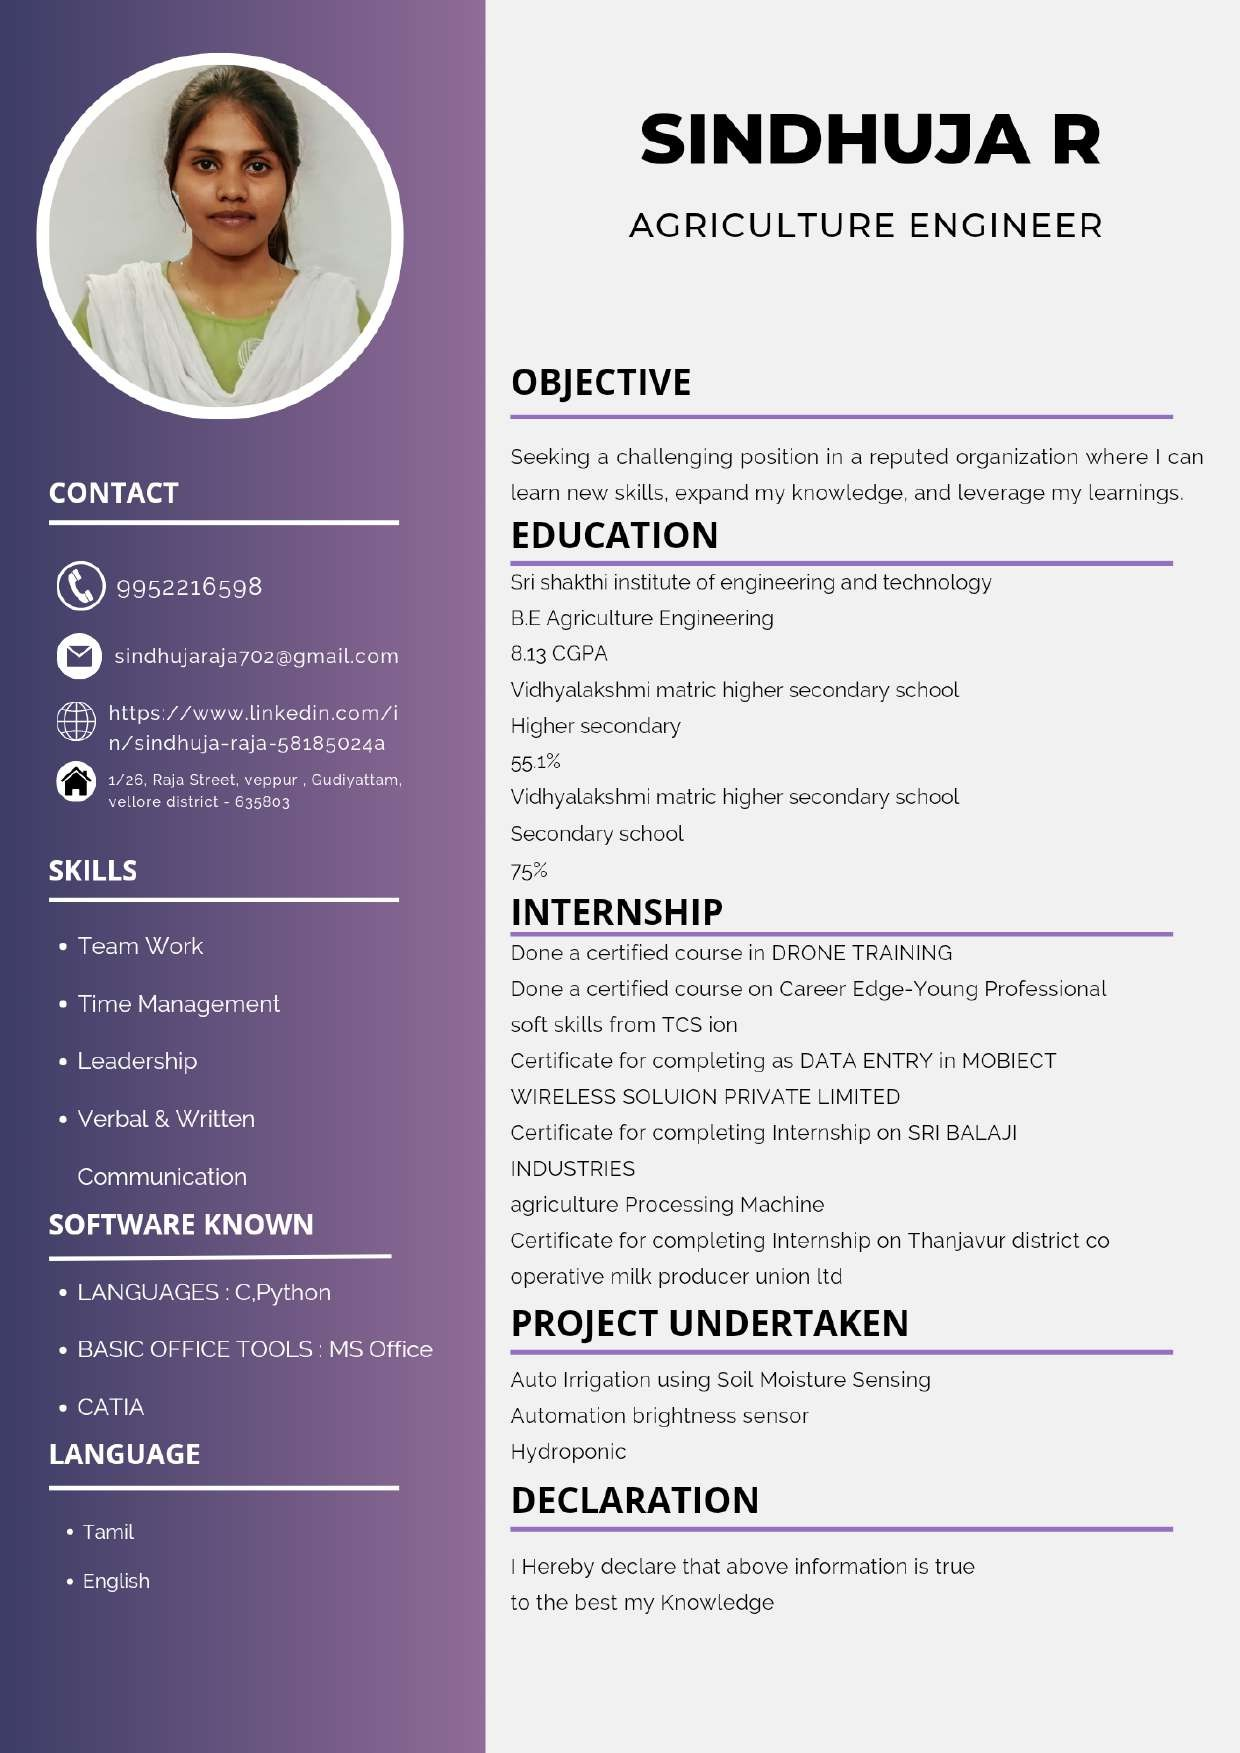 SINDHUJA R
AGRICULTURE ENGINEER
CONTACT
9952216598
sindhujaraja702@gmail.com
https://www.linkedin.com/i
n/sindhuja-raja-58185024a
1/26, Raja Street, veppur , Gudiyattam,
vellore district - 635803
SKILLS
• Team Work
• Time Management
• Leadership
• Verbal & Written
Communication
SOFTWARE KNOWN
• LANGUAGES : C,Python
• BASIC OFFICE TOOLS : MS Office
• CATIA
LANGUAGE
• Tamil
• English
OBJECTIVE
Seeking a challenging position in a reputed organization where I can
learn new skills, expand my knowledge, and leverage my learnings.
EDUCATION
Sri shakthi institute of engineering and technology
B.E Agriculture Engineering
8.13 CGPA
Vidhyalakshmi matric higher secondary school
Higher secondary
55.1%
Vidhyalakshmi matric higher secondary school
Secondary school
75%
INTERNSHIP
Done a certified course in DRONE TRAINING
Done a certified course on Career Edge-Young Professional
soft skills from TCS ion
Certificate for completing as DATA ENTRY in MOBIECT
WIRELESS SOLUION PRIVATE LIMITED
Certificate for completing Internship on SRI BALAJI
INDUSTRIES
agriculture Processing Machine
Certificate for completing Internship on Thanjavur district co
operative milk producer union ltd
PROJECT UNDERTAKEN
Auto Irrigation using Soil Moisture Sensing
Automation brightness sensor
Hydroponic
DECLARATION
I Hereby declare that above information is true
to the best my Knowledge